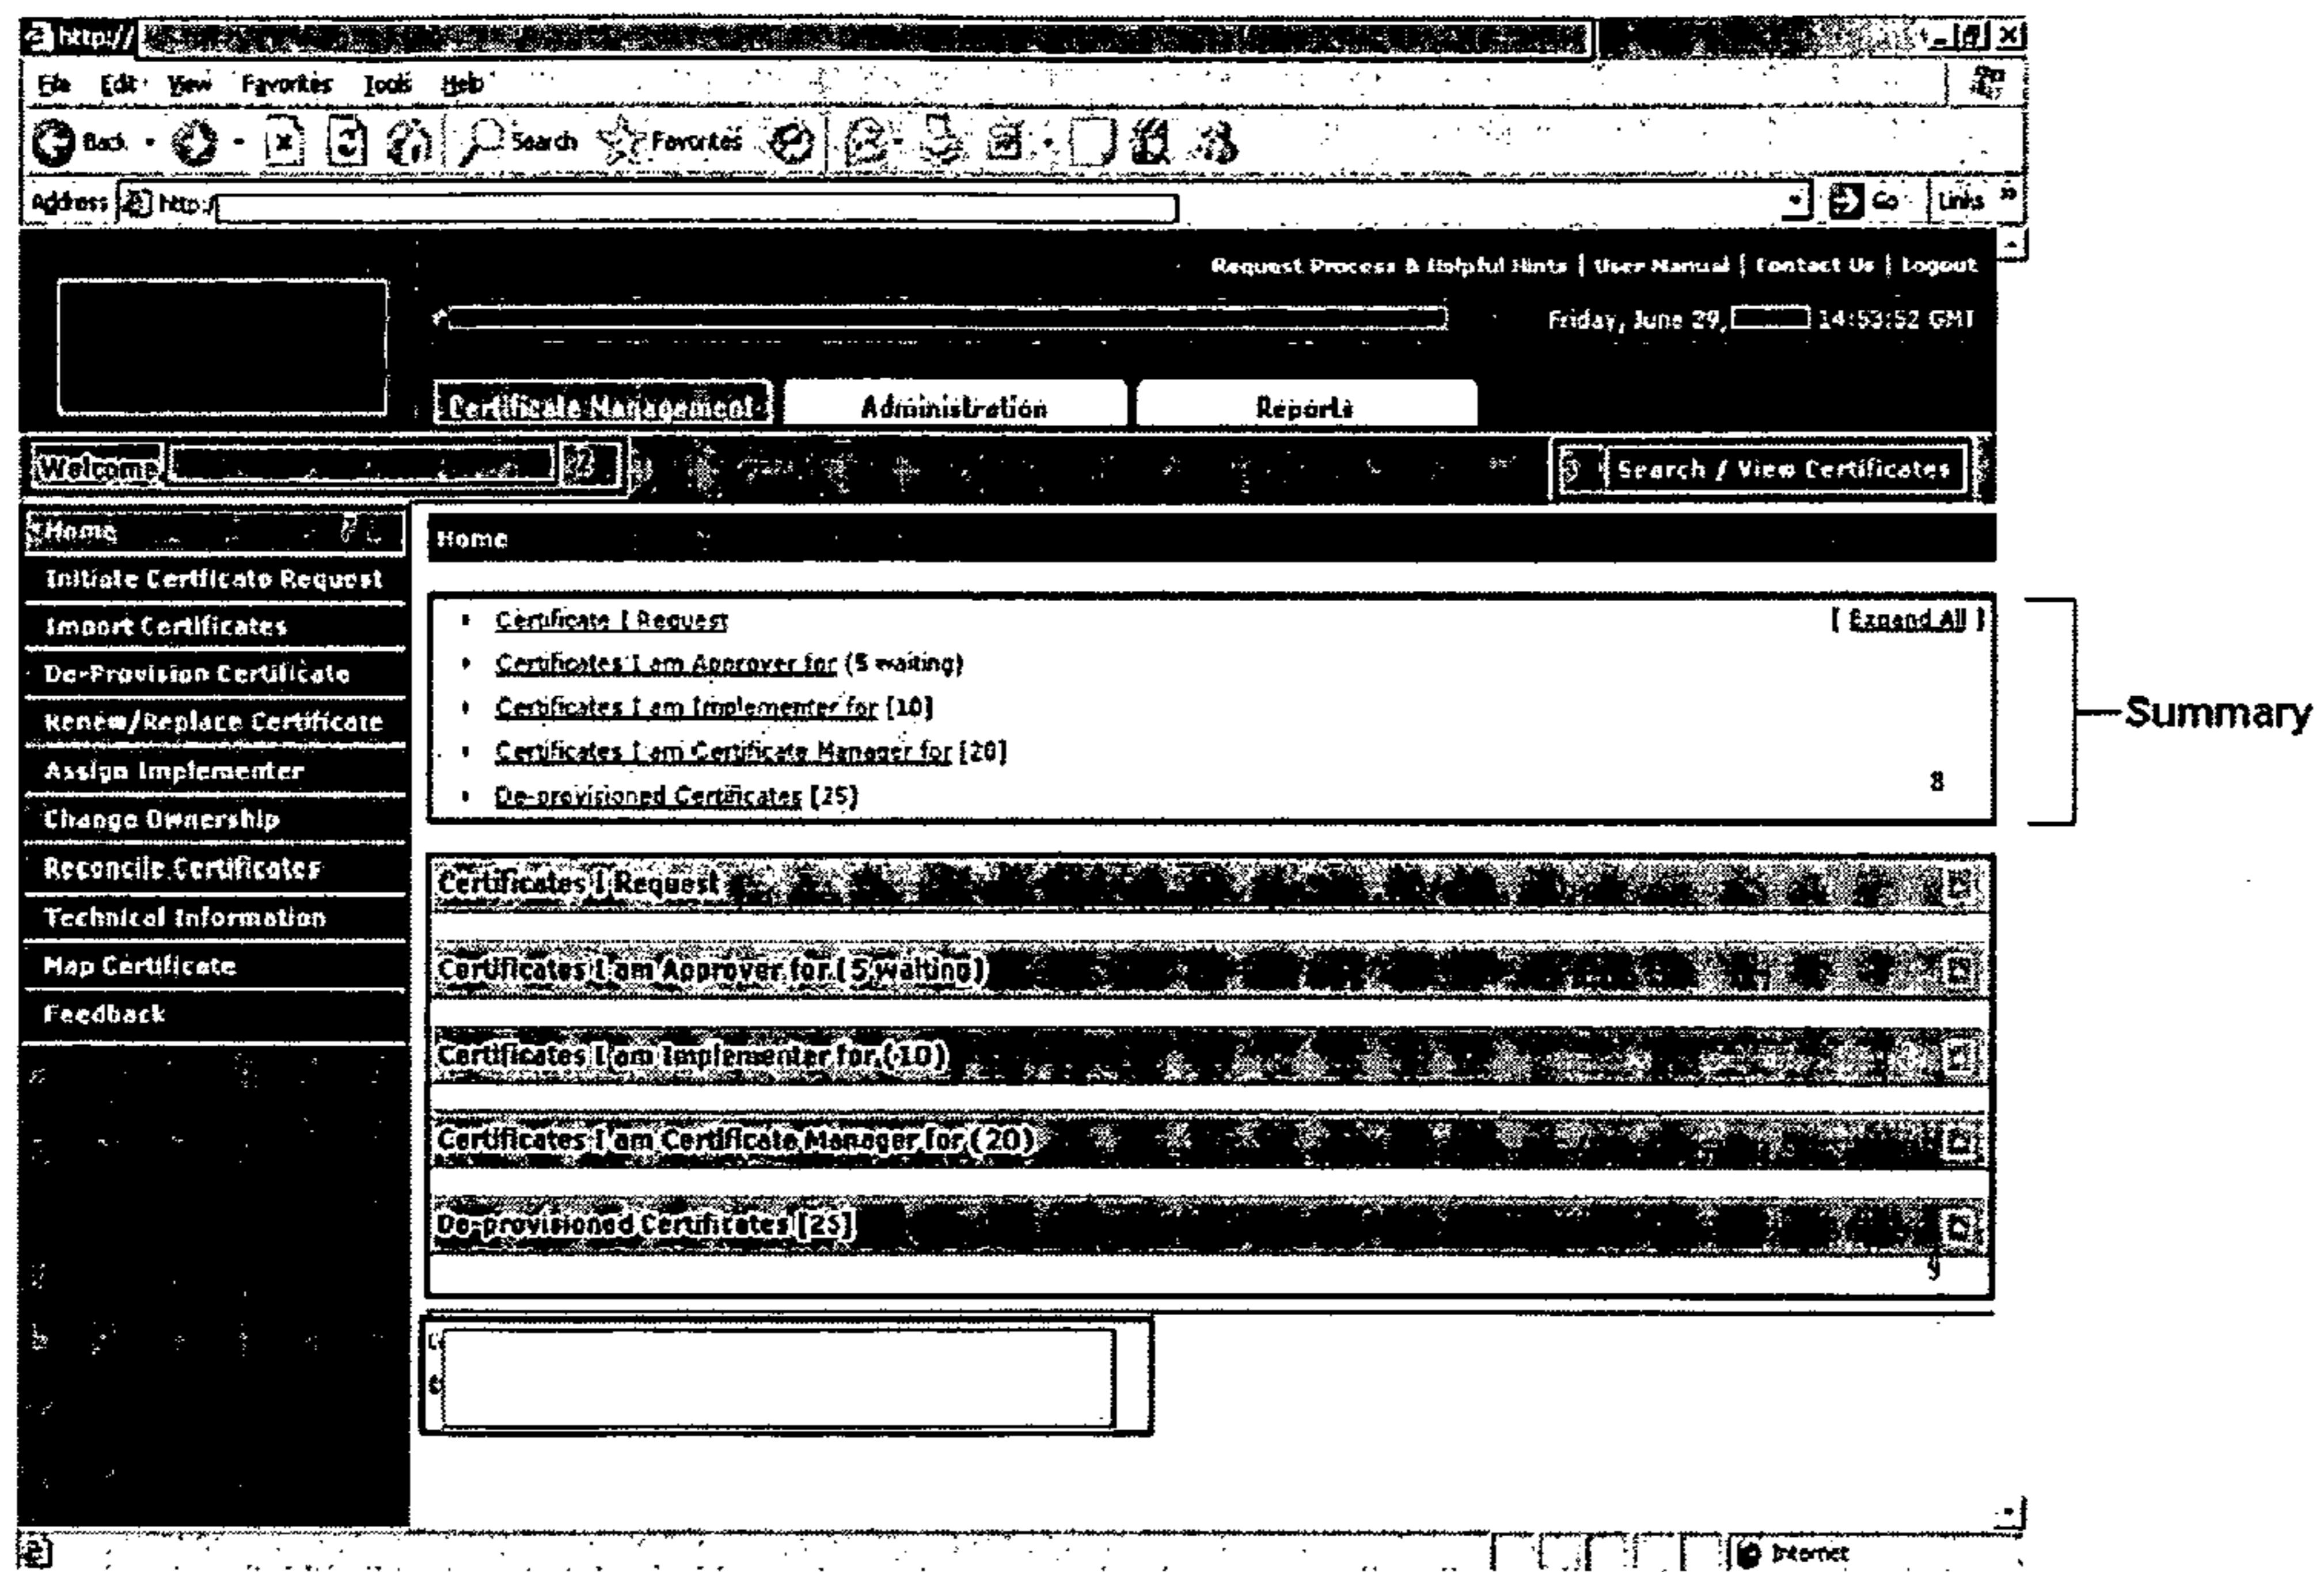 http://
File Edit View Favorites Tools Help
Back Search Favorites
Address http:/ Go Links »
Request Process & Helpful Hints | User Manual | Contact Us | Logout
Friday, June 29, 14:53:52 GMT
Certificate Management Administration Reports
Welcome Search / View Certificates
Home
Initiate Certificate Request
Import Certificates
De-Provision Certificate
Renew/Replace Certificate
Assign Implementer
Change Ownership
Reconcile Certificates
Technical Information
Map Certificate
Feedback
Home
Certificate I Request [ Expand All ]
Certificates I am Approver for (5 waiting)
Certificates I am Implementer for [10]
Certificates I am Certificate Manager for [20]
8
De-provisioned Certificates [25]
Summary
Certificates I Request
Certificates I am Approver for (5 waiting)
Certificates I am Implementer for (10)
Certificates I am Certificate Manager for (20)
De-provisioned Certificates [25]
9
Internet